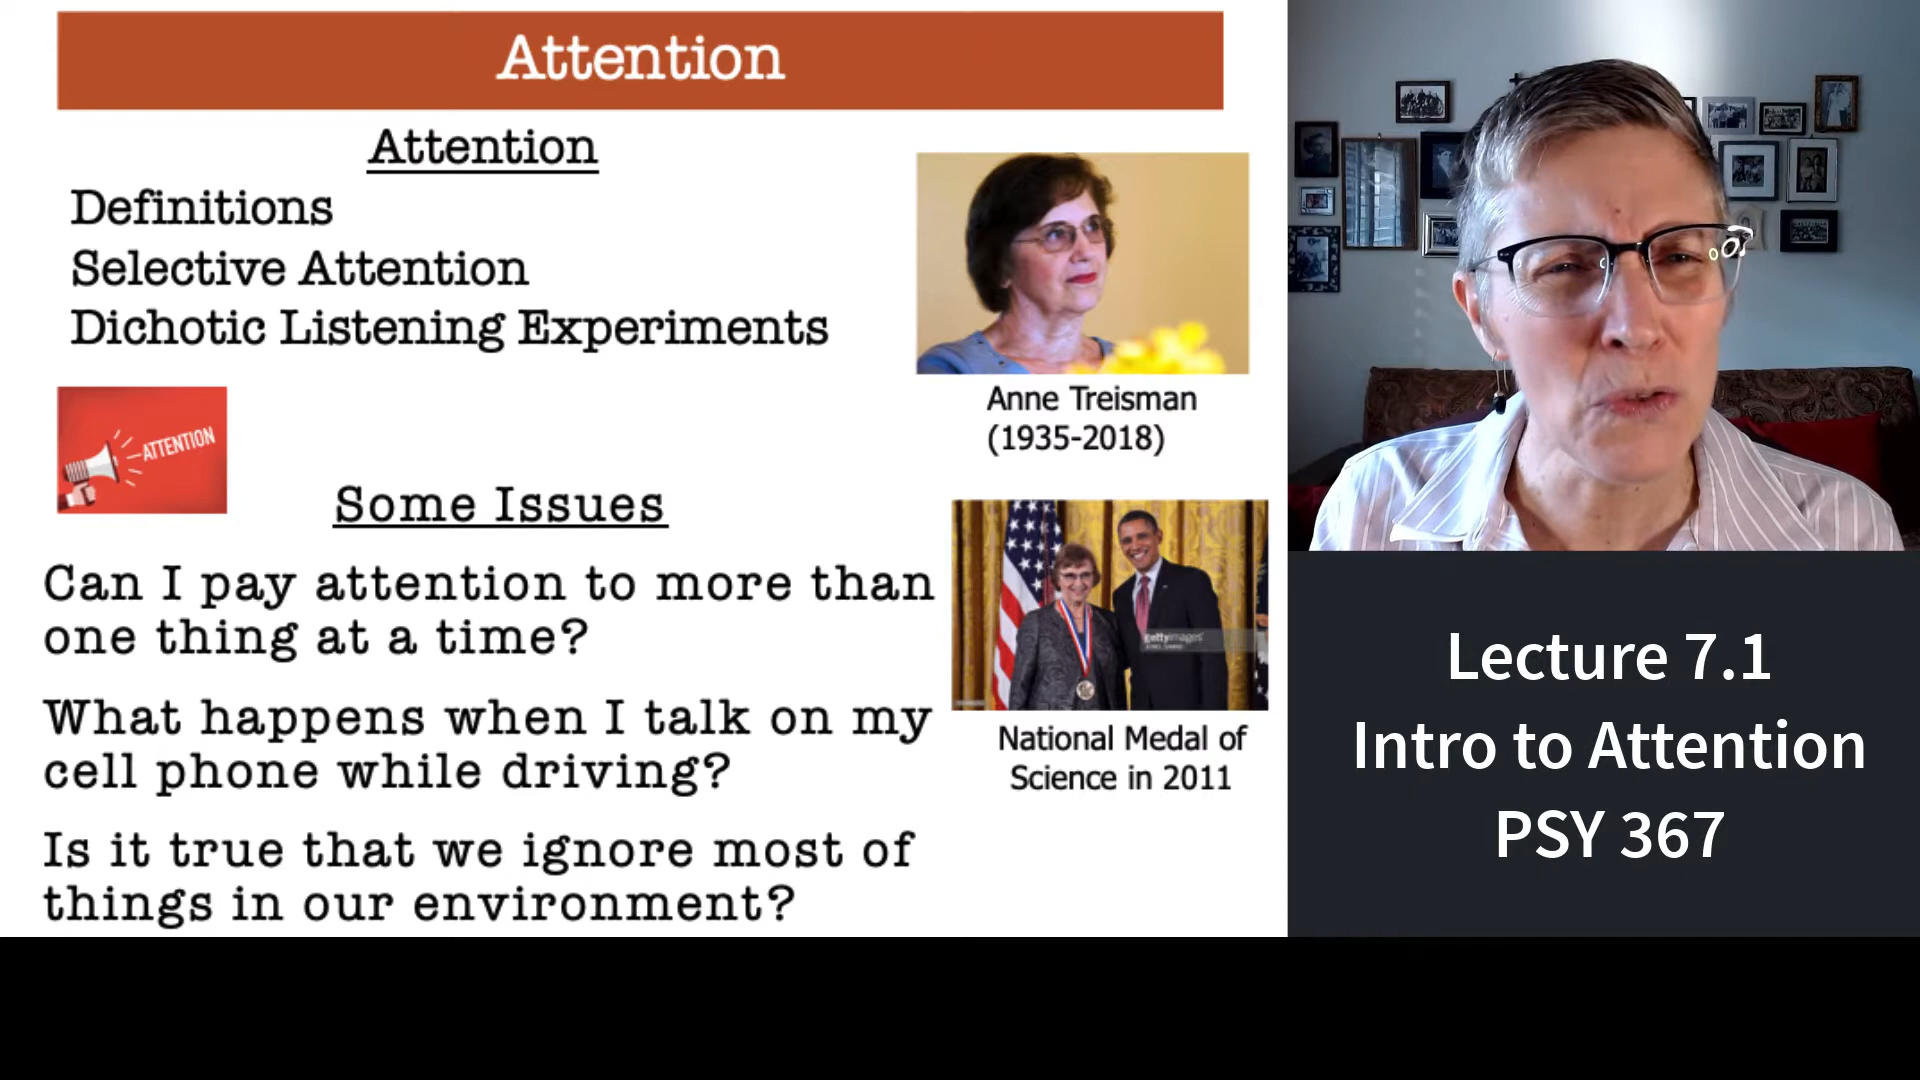 Attention
Attention
Definitions
Selective Attention
Dichotic Listening Experiments
ATTENTION
Anne Treisman
(1935-2018)
Some Issues
Can I pay attention to more than
one thing at a time?
What happens when I talk on my
cell phone while driving?
Is it true that we ignore most of
things in our environment?
gettyimages
National Medal of
Science in 2011
Lecture 7.1
Intro to Attention
PSY 367